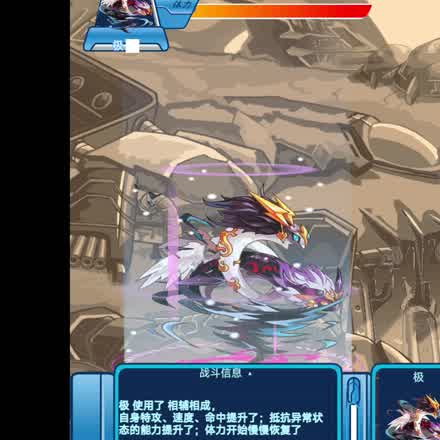 体力
极
战斗信息
极
极 使用了 相辅相成,
自身特攻、速度、命中提升了；抵抗异常状
态的能力提升了；体力开始慢慢恢复了